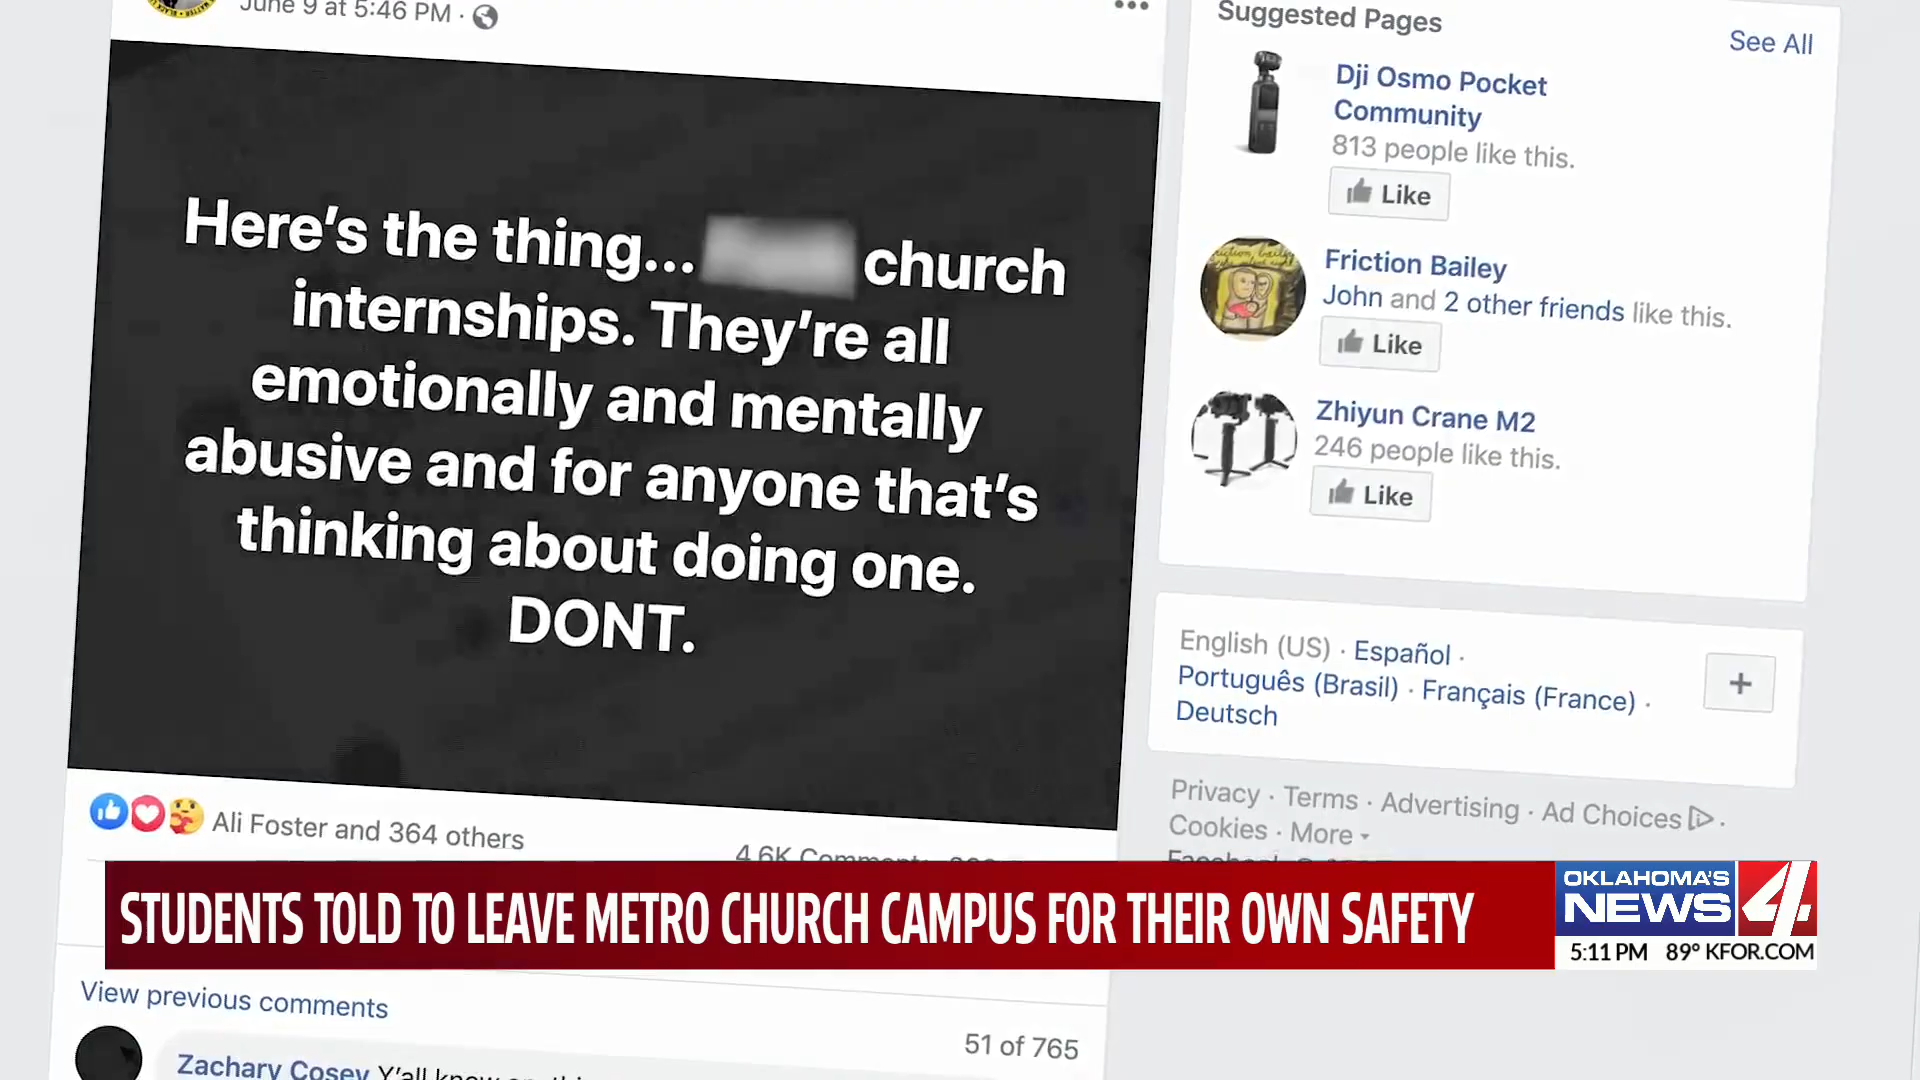 June 9 at 5:46 PM ·
Here's the thing... church
internships. They're all
emotionally and mentally
abusive and for anyone that's
thinking about doing one.
DONT.
Ali Foster and 364 others
4.6K Comments
View previous comments
51 of 765
Zachary Cosey Y'all know
Suggested Pages
See All
Dji Osmo Pocket
Community
813 people like this.
Like
Friction Bailey
John and 2 other friends like this.
Like
Zhiyun Crane M2
246 people like this.
Like
English (US) · Español ·
Português (Brasil) · Français (France) ·
Deutsch
+
Privacy · Terms · Advertising · Ad Choices ·
Cookies · More
Facebook
STUDENTS TOLD TO LEAVE METRO CHURCH CAMPUS FOR THEIR OWN SAFETY
OKLAHOMA'S
NEWS 4
5:11 PM 89° KFOR.COM